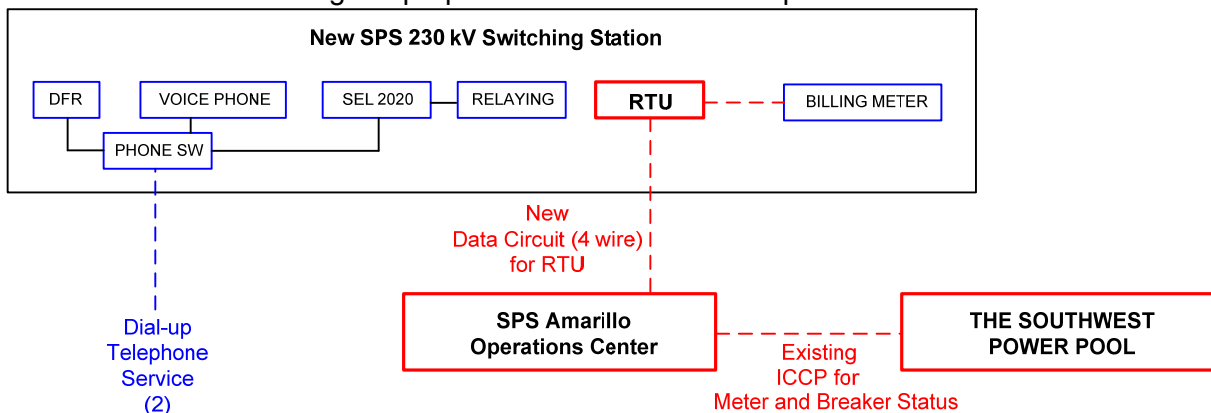 New SPS 230 kV Switching Station
DFR
VOICE PHONE
SEL 2020
RELAYING
RTU
BILLING METER
PHONE SW
New
Data Circuit (4 wire)
for RTU
Dial-up
Telephone
Service
(2)
SPS Amarillo
Operations Center
Existing
ICCP for
Meter and Breaker Status
THE SOUTHWEST
POWER POOL